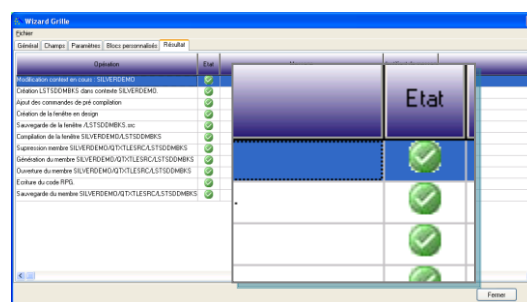 Wizard Grille
Fichier
Général Champs Paramètres Blocs personnalisés Résultat
Opération Etat
Modification context en cours : SILVERDEMO
Création LSTSDDMBKS dans contexte SILVERDEMO.
Ajout des commandes de pré compilation
Création de la fenêtre en design
Sauvegarde de la fenêtre /LSTSDDMBKS.svc
Compilation de la fenêtre SILVERDEMO/LSTSDDMBKS
Supression membre SILVERDEMO/QTXTLESRC/LSTSDDMBKS
Génération du membre SILVERDEMO/QTXTLESRC/LSTSDDMBKS
Ouverture du membre SILVERDEMO/QTXTLESRC/LSTSDDMBKS
Ecriture du code RPG.
Sauvegarde du membre SILVERDEMO/QTXTLESRC/LSTSDDMBKS
Etat
Fermer